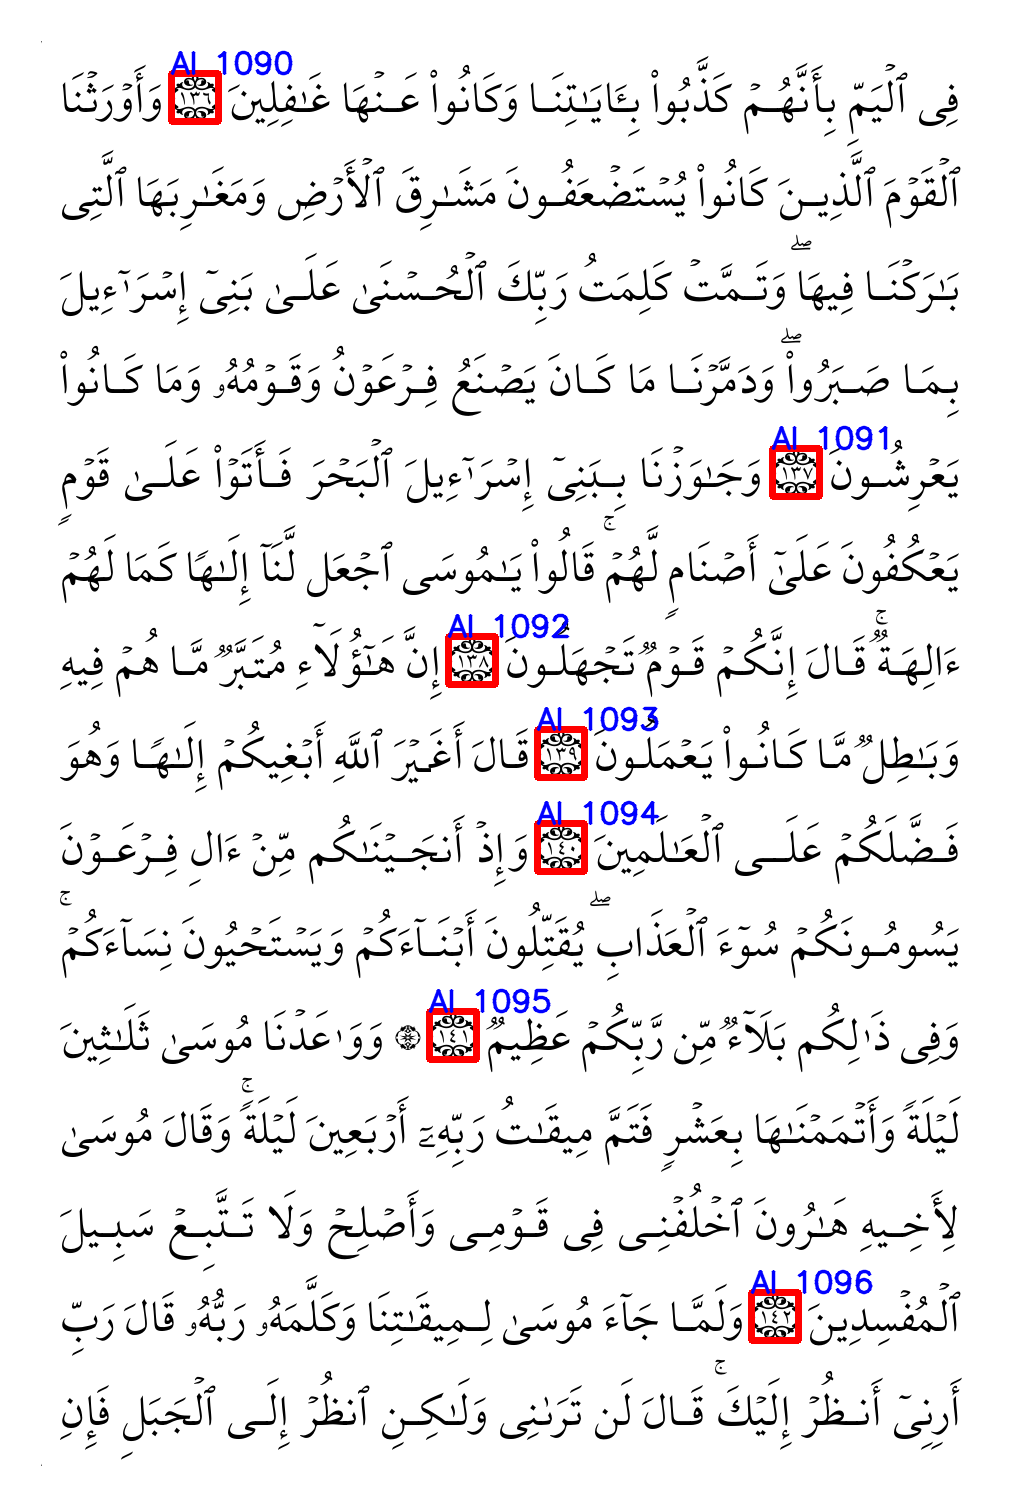 AI_1090
فِى ٱلۡيَمِّ بِأَنَّهُمۡ كَذَّبُواْ بِـَٔايَٰتِنَا وَكَانُواْ عَنۡهَا غَٰفِلِينَ ١٣٦ وَأَوۡرَثۡنَا
ٱلۡقَوۡمَ ٱلَّذِينَ كَانُواْ يُسۡتَضۡعَفُونَ مَشَٰرِقَ ٱلۡأَرۡضِ وَمَغَٰرِبَهَا ٱلَّتِى
بَٰرَكۡنَا فِيهَاۖ وَتَمَّتۡ كَلِمَتُ رَبِّكَ ٱلۡحُسۡنَىٰ عَلَىٰ بَنِىٓ إِسۡرَٰٓءِيلَ
بِمَا صَبَرُواْۖ وَدَمَّرۡنَا مَا كَانَ يَصۡنَعُ فِرۡعَوۡنُ وَقَوۡمُهُۥ وَمَا كَانُواْ
AI_1091
يَعۡرِشُونَ ١٣٧ وَجَٰوَزۡنَا بِبَنِىٓ إِسۡرَٰٓءِيلَ ٱلۡبَحۡرَ فَأَتَوۡاْ عَلَىٰ قَوۡمٍ
يَعۡكُفُونَ عَلَىٰٓ أَصۡنَامٍ لَّهُمۡۚ قَالُواْ يَٰمُوسَى ٱجۡعَل لَّنَآ إِلَٰهٗا كَمَا لَهُمۡ
AI_1092
ءَالِهَةٞۚ قَالَ إِنَّكُمۡ قَوۡمٞ تَجۡهَلُونَ ١٣٨ إِنَّ هَٰٓؤُلَآءِ مُتَبَّرٞ مَّا هُمۡ فِيهِ
AI_1093
وَبَٰطِلٞ مَّا كَانُواْ يَعۡمَلُونَ ١٣٩ قَالَ أَغَيۡرَ ٱللَّهِ أَبۡغِيكُمۡ إِلَٰهٗا وَهُوَ
AI_1094
فَضَّلَكُمۡ عَلَى ٱلۡعَٰلَمِينَ ١٤٠ وَإِذۡ أَنجَيۡنَٰكُم مِّنۡ ءَالِ فِرۡعَوۡنَ
يَسُومُونَكُمۡ سُوٓءَ ٱلۡعَذَابِۖ يُقَتِّلُونَ أَبۡنَآءَكُمۡ وَيَسۡتَحۡيُونَ نِسَآءَكُمۡۚ
AI_1095
وَفِى ذَٰلِكُم بَلَآءٞ مِّن رَّبِّكُمۡ عَظِيمٞ ١٤١ ۞ وَوَٰعَدۡنَا مُوسَىٰ ثَلَٰثِينَ
لَيۡلَةٗ وَأَتۡمَمۡنَٰهَا بِعَشۡرٍ فَتَمَّ مِيقَٰتُ رَبِّهِۦٓ أَرۡبَعِينَ لَيۡلَةٗۚ وَقَالَ مُوسَىٰ
لِأَخِيهِ هَٰرُونَ ٱخۡلُفۡنِى فِى قَوۡمِى وَأَصۡلِحۡ وَلَا تَتَّبِعۡ سَبِيلَ
AI_1096
ٱلۡمُفۡسِدِينَ ١٤٢ وَلَمَّا جَآءَ مُوسَىٰ لِمِيقَٰتِنَا وَكَلَّمَهُۥ رَبُّهُۥ قَالَ رَبِّ
أَرِنِىٓ أَنظُرۡ إِلَيۡكَۚ قَالَ لَن تَرَىٰنِى وَلَٰكِنِ ٱنظُرۡ إِلَى ٱلۡجَبَلِ فَإِنِ